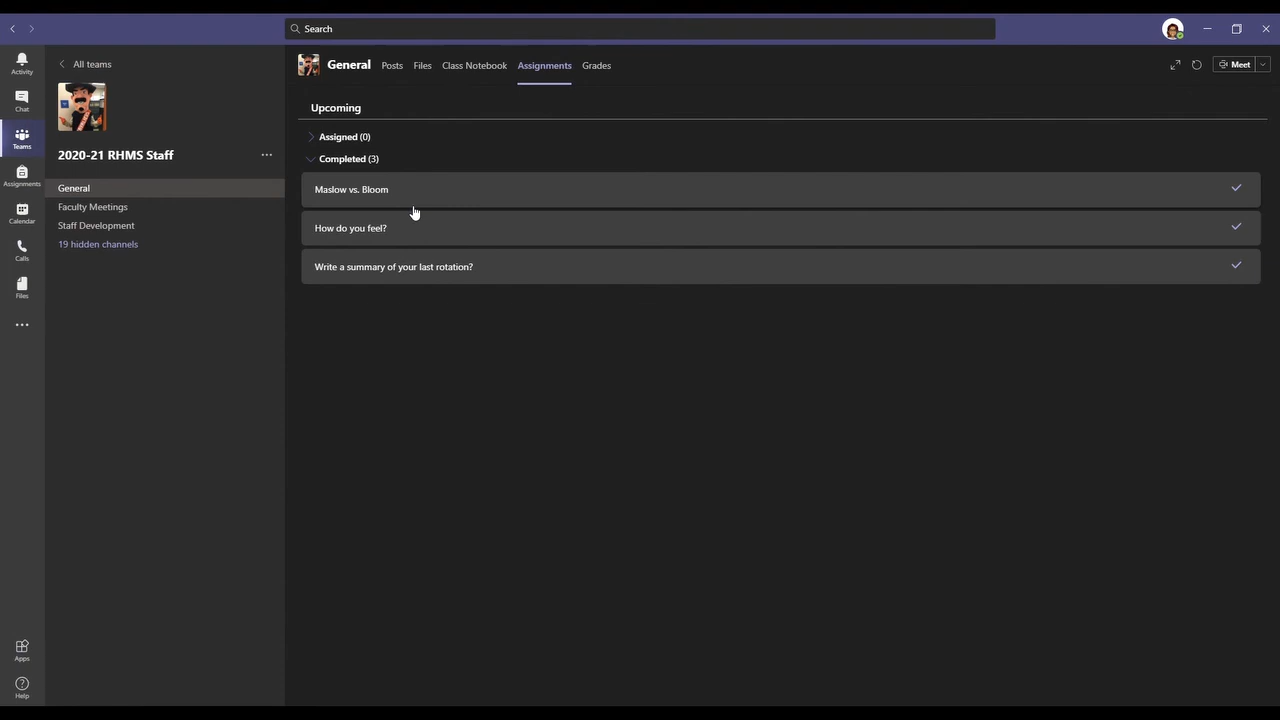 Search
Activity
Chat
Teams
Assignments
Calendar
Calls
Files
Apps
Help
All teams
2020-21 RHMS Staff
General
Faculty Meetings
Staff Development
19 hidden channels
General Posts Files Class Notebook Assignments Grades
Meet
Upcoming
Assigned (0)
Completed (3)
Maslow vs. Bloom
How do you feel?
Write a summary of your last rotation?